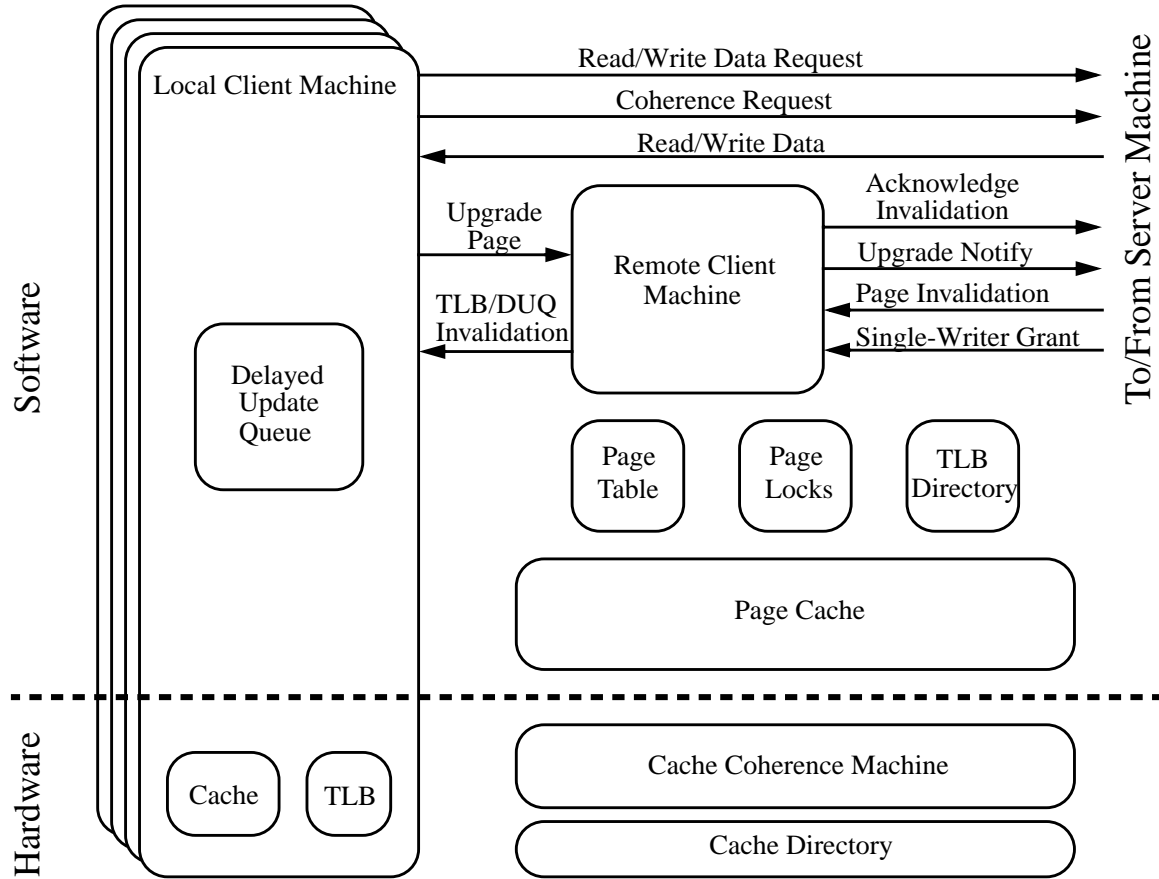 Local Client Machine
Read/Write Data Request
Coherence Request
Read/Write Data
Acknowledge
Invalidation
Upgrade
Page
Upgrade Notify
Remote Client
Machine
Page Invalidation
TLB/DUQ
Invalidation
Single-Writer Grant
To/From Server Machine
Software
Delayed
Update
Queue
Page
Table
Page
Locks
TLB
Directory
Page Cache
Hardware
Cache
TLB
Cache Coherence Machine
Cache Directory